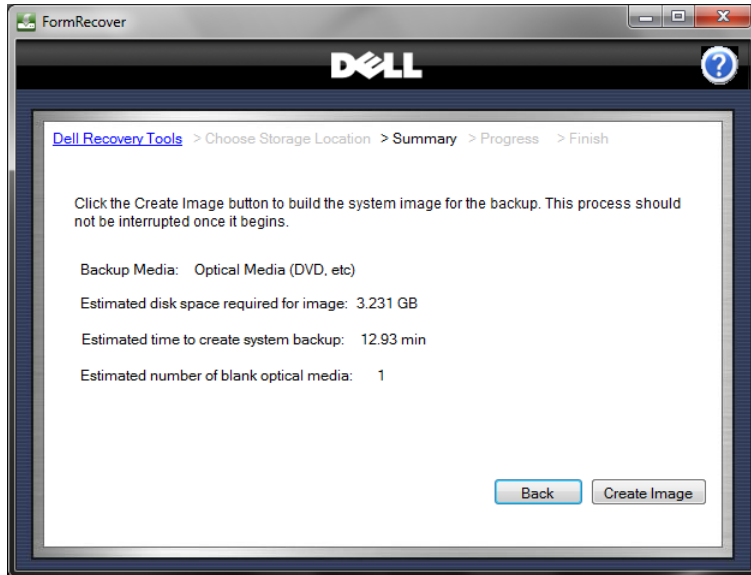 FormRecover
DELL
?
Dell Recovery Tools > Choose Storage Location > Summary > Progress > Finish
Click the Create Image button to build the system image for the backup. This process should
not be interrupted once it begins.
Backup Media: Optical Media (DVD, etc)
Estimated disk space required for image: 3.231 GB
Estimated time to create system backup: 12.93 min
Estimated number of blank optical media: 1
Back Create Image